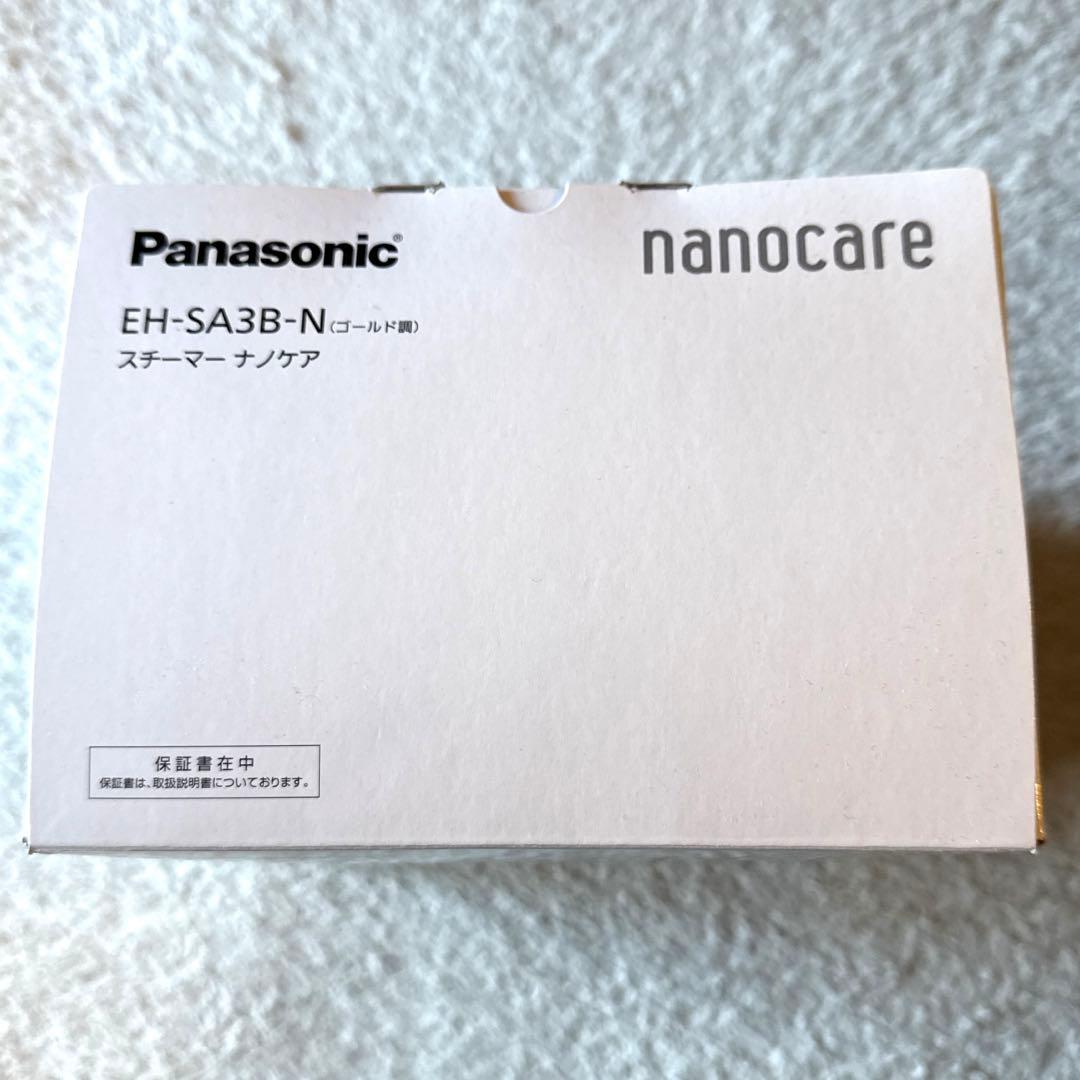 Panasonic®
nanocare
EH-SA3B-N(ゴールド調)
スチーマー ナノケア
保証書在中
保証書は、取扱説明書についております。